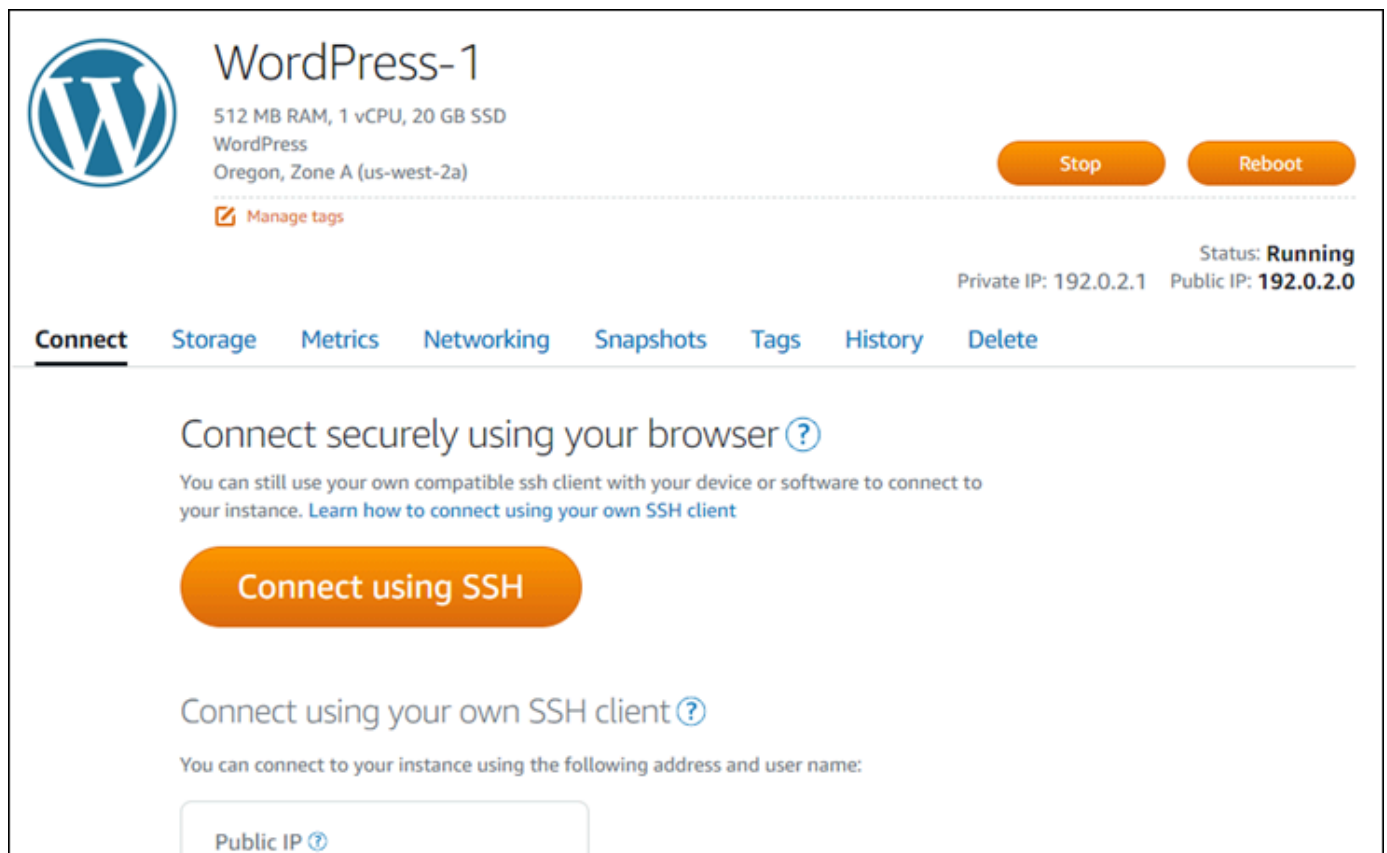 WordPress-1
512 MB RAM, 1 vCPU, 20 GB SSD
WordPress
Oregon, Zone A (us-west-2a)
Stop
Reboot
Manage tags
Status: Running
Private IP: 192.0.2.1 Public IP: 192.0.2.0
Connect Storage Metrics Networking Snapshots Tags History Delete
Connect securely using your browser ?
You can still use your own compatible ssh client with your device or software to connect to
your instance. Learn how to connect using your own SSH client
Connect using SSH
Connect using your own SSH client ?
You can connect to your instance using the following address and user name:
Public IP ?